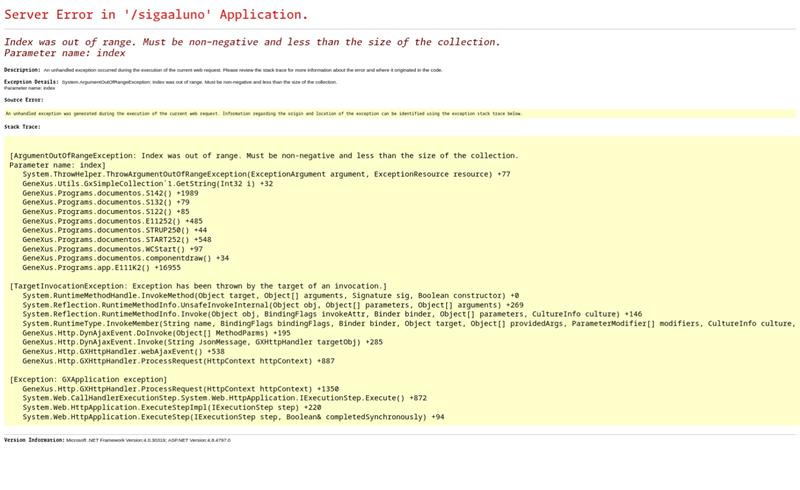 Server Error in '/sigaaluno' Application.
Index was out of range. Must be non-negative and less than the size of the collection.
Parameter name: index
Description: An unhandled exception occurred during the execution of the current web request. Please review the stack trace for more information about the error and where it originated in the code.
Exception Details: System.ArgumentOutOfRangeException: Index was out of range. Must be non-negative and less than the size of the collection.
Parameter name: index
Source Error:
An unhandled exception was generated during the execution of the current web request. Information regarding the origin and location of the exception can be identified using the exception stack trace below.
Stack Trace:
[ArgumentOutOfRangeException: Index was out of range. Must be non-negative and less than the size of the collection.
Parameter name: index]
System.ThrowHelper.ThrowArgumentOutOfRangeException(ExceptionArgument argument, ExceptionResource resource) +77
GeneXus.Utils.GxSimpleCollection`1.GetString(Int32 i) +32
GeneXus.Programs.documentos.S142() +1989
GeneXus.Programs.documentos.S132() +79
GeneXus.Programs.documentos.S122() +85
GeneXus.Programs.documentos.E11252() +485
GeneXus.Programs.documentos.STRUP250() +44
GeneXus.Programs.documentos.START252() +548
GeneXus.Programs.documentos.WCStart() +97
GeneXus.Programs.documentos.componentdraw() +34
GeneXus.Programs.app.E111K2() +16955
[TargetInvocationException: Exception has been thrown by the target of an invocation.]
System.RuntimeMethodHandle.InvokeMethod(Object target, Object[] arguments, Signature sig, Boolean constructor) +0
System.Reflection.RuntimeMethodInfo.UnsafeInvokeInternal(Object obj, Object[] parameters, Object[] arguments) +269
System.Reflection.RuntimeMethodInfo.Invoke(Object obj, BindingFlags invokeAttr, Binder binder, Object[] parameters, CultureInfo culture) +146
System.RuntimeType.InvokeMember(String name, BindingFlags bindingFlags, Binder binder, Object target, Object[] providedArgs, ParameterModifier[] modifiers, CultureInfo culture,
GeneXus.Http.DynAjaxEvent.DoInvoke(Object[] MethodParms) +195
GeneXus.Http.DynAjaxEvent.Invoke(String JsonMessage, GXHttpHandler targetObj) +285
GeneXus.Http.GXHttpHandler.webAjaxEvent() +538
GeneXus.Http.GXHttpHandler.ProcessRequest(HttpContext httpContext) +887
[Exception: GXApplication exception]
GeneXus.Http.GXHttpHandler.ProcessRequest(HttpContext httpContext) +1350
System.Web.CallHandlerExecutionStep.System.Web.HttpApplication.IExecutionStep.Execute() +872
System.Web.HttpApplication.ExecuteStepImpl(IExecutionStep step) +220
System.Web.HttpApplication.ExecuteStep(IExecutionStep step, Boolean& completedSynchronously) +94
Version Information: Microsoft .NET Framework Version:4.0.30319; ASP.NET Version:4.8.4797.0